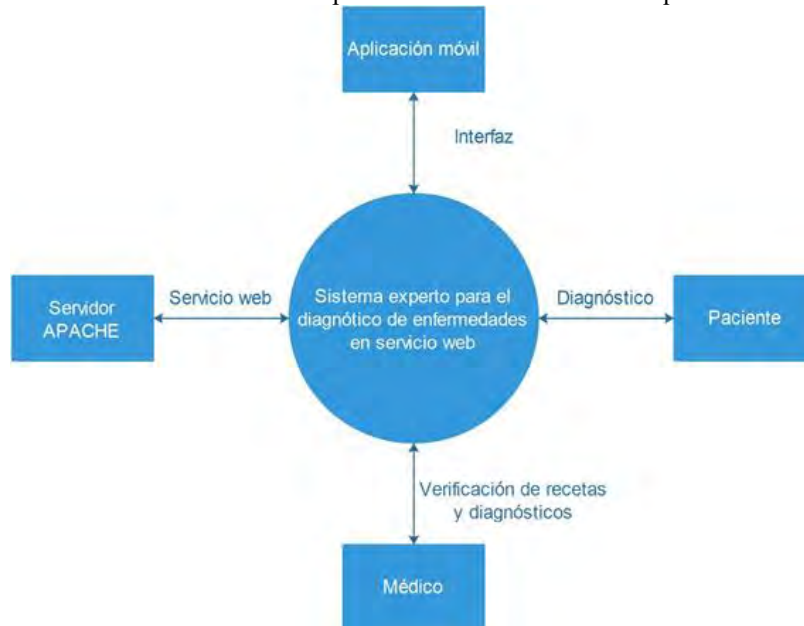 Aplicación móvil
Interfaz
Servidor
APACHE
Servicio web
Sistema experto para el
diagnótico de enfermedades
en servicio web
Diagnóstico
Paciente
Verificación de recetas
y diagnósticos
Médico